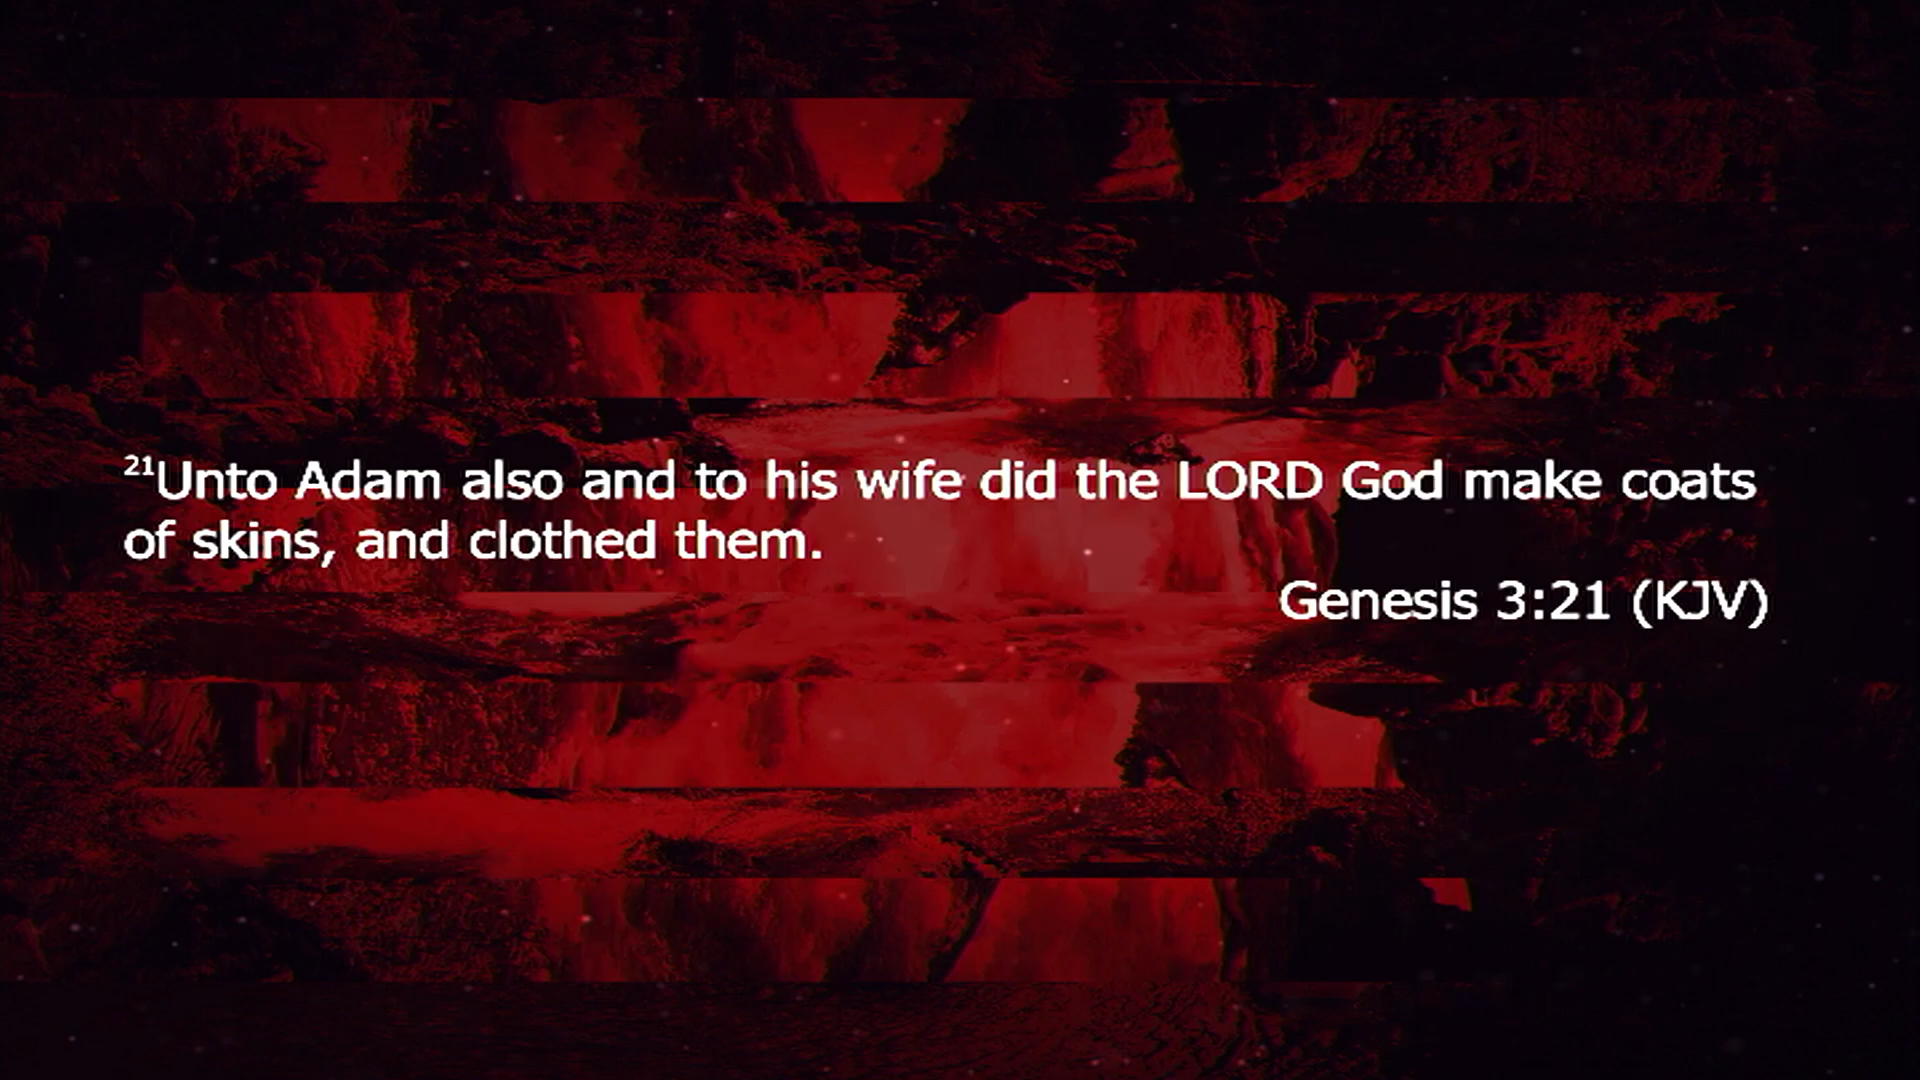 21Unto Adam also and to his wife did the LORD God make coats
of skins, and clothed them.
Genesis 3:21 (KJV)